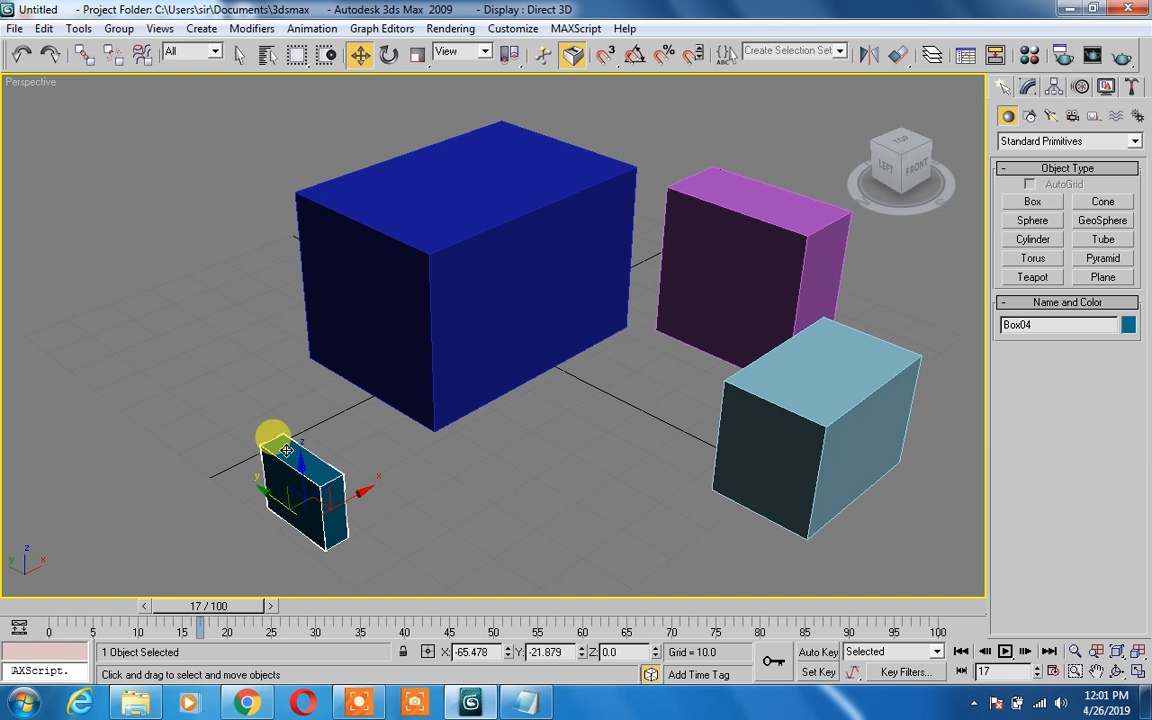 Untitled - Project Folder: C:\Users\sir\Documents\3dsmax - Autodesk 3ds Max 2009 - Display : Direct 3D
File Edit Tools Group Views Create Modifiers Animation Graph Editors Rendering Customize MAXScript Help
All View Create Selection Set
Perspective
TOP
LEFT FRONT
Standard Primitives
- Object Type
AutoGrid
Box Cone
Sphere GeoSphere
Cylinder Tube
Torus Pyramid
Teapot Plane
- Name and Color
Box04
z
x
y
z
y x
< 17 / 100 >
0 5 10 15 20 25 30 35 40 45 50 55 60 65 70 75 80 85 90 95 100
1 Object Selected X: -65.478 Y: -21.879 Z: 0.0 Grid = 10.0 Auto Key Selected
AXScript. Click and drag to select and move objects Add Time Tag Set Key Key Filters... 17
12:01 PM
4/26/2019